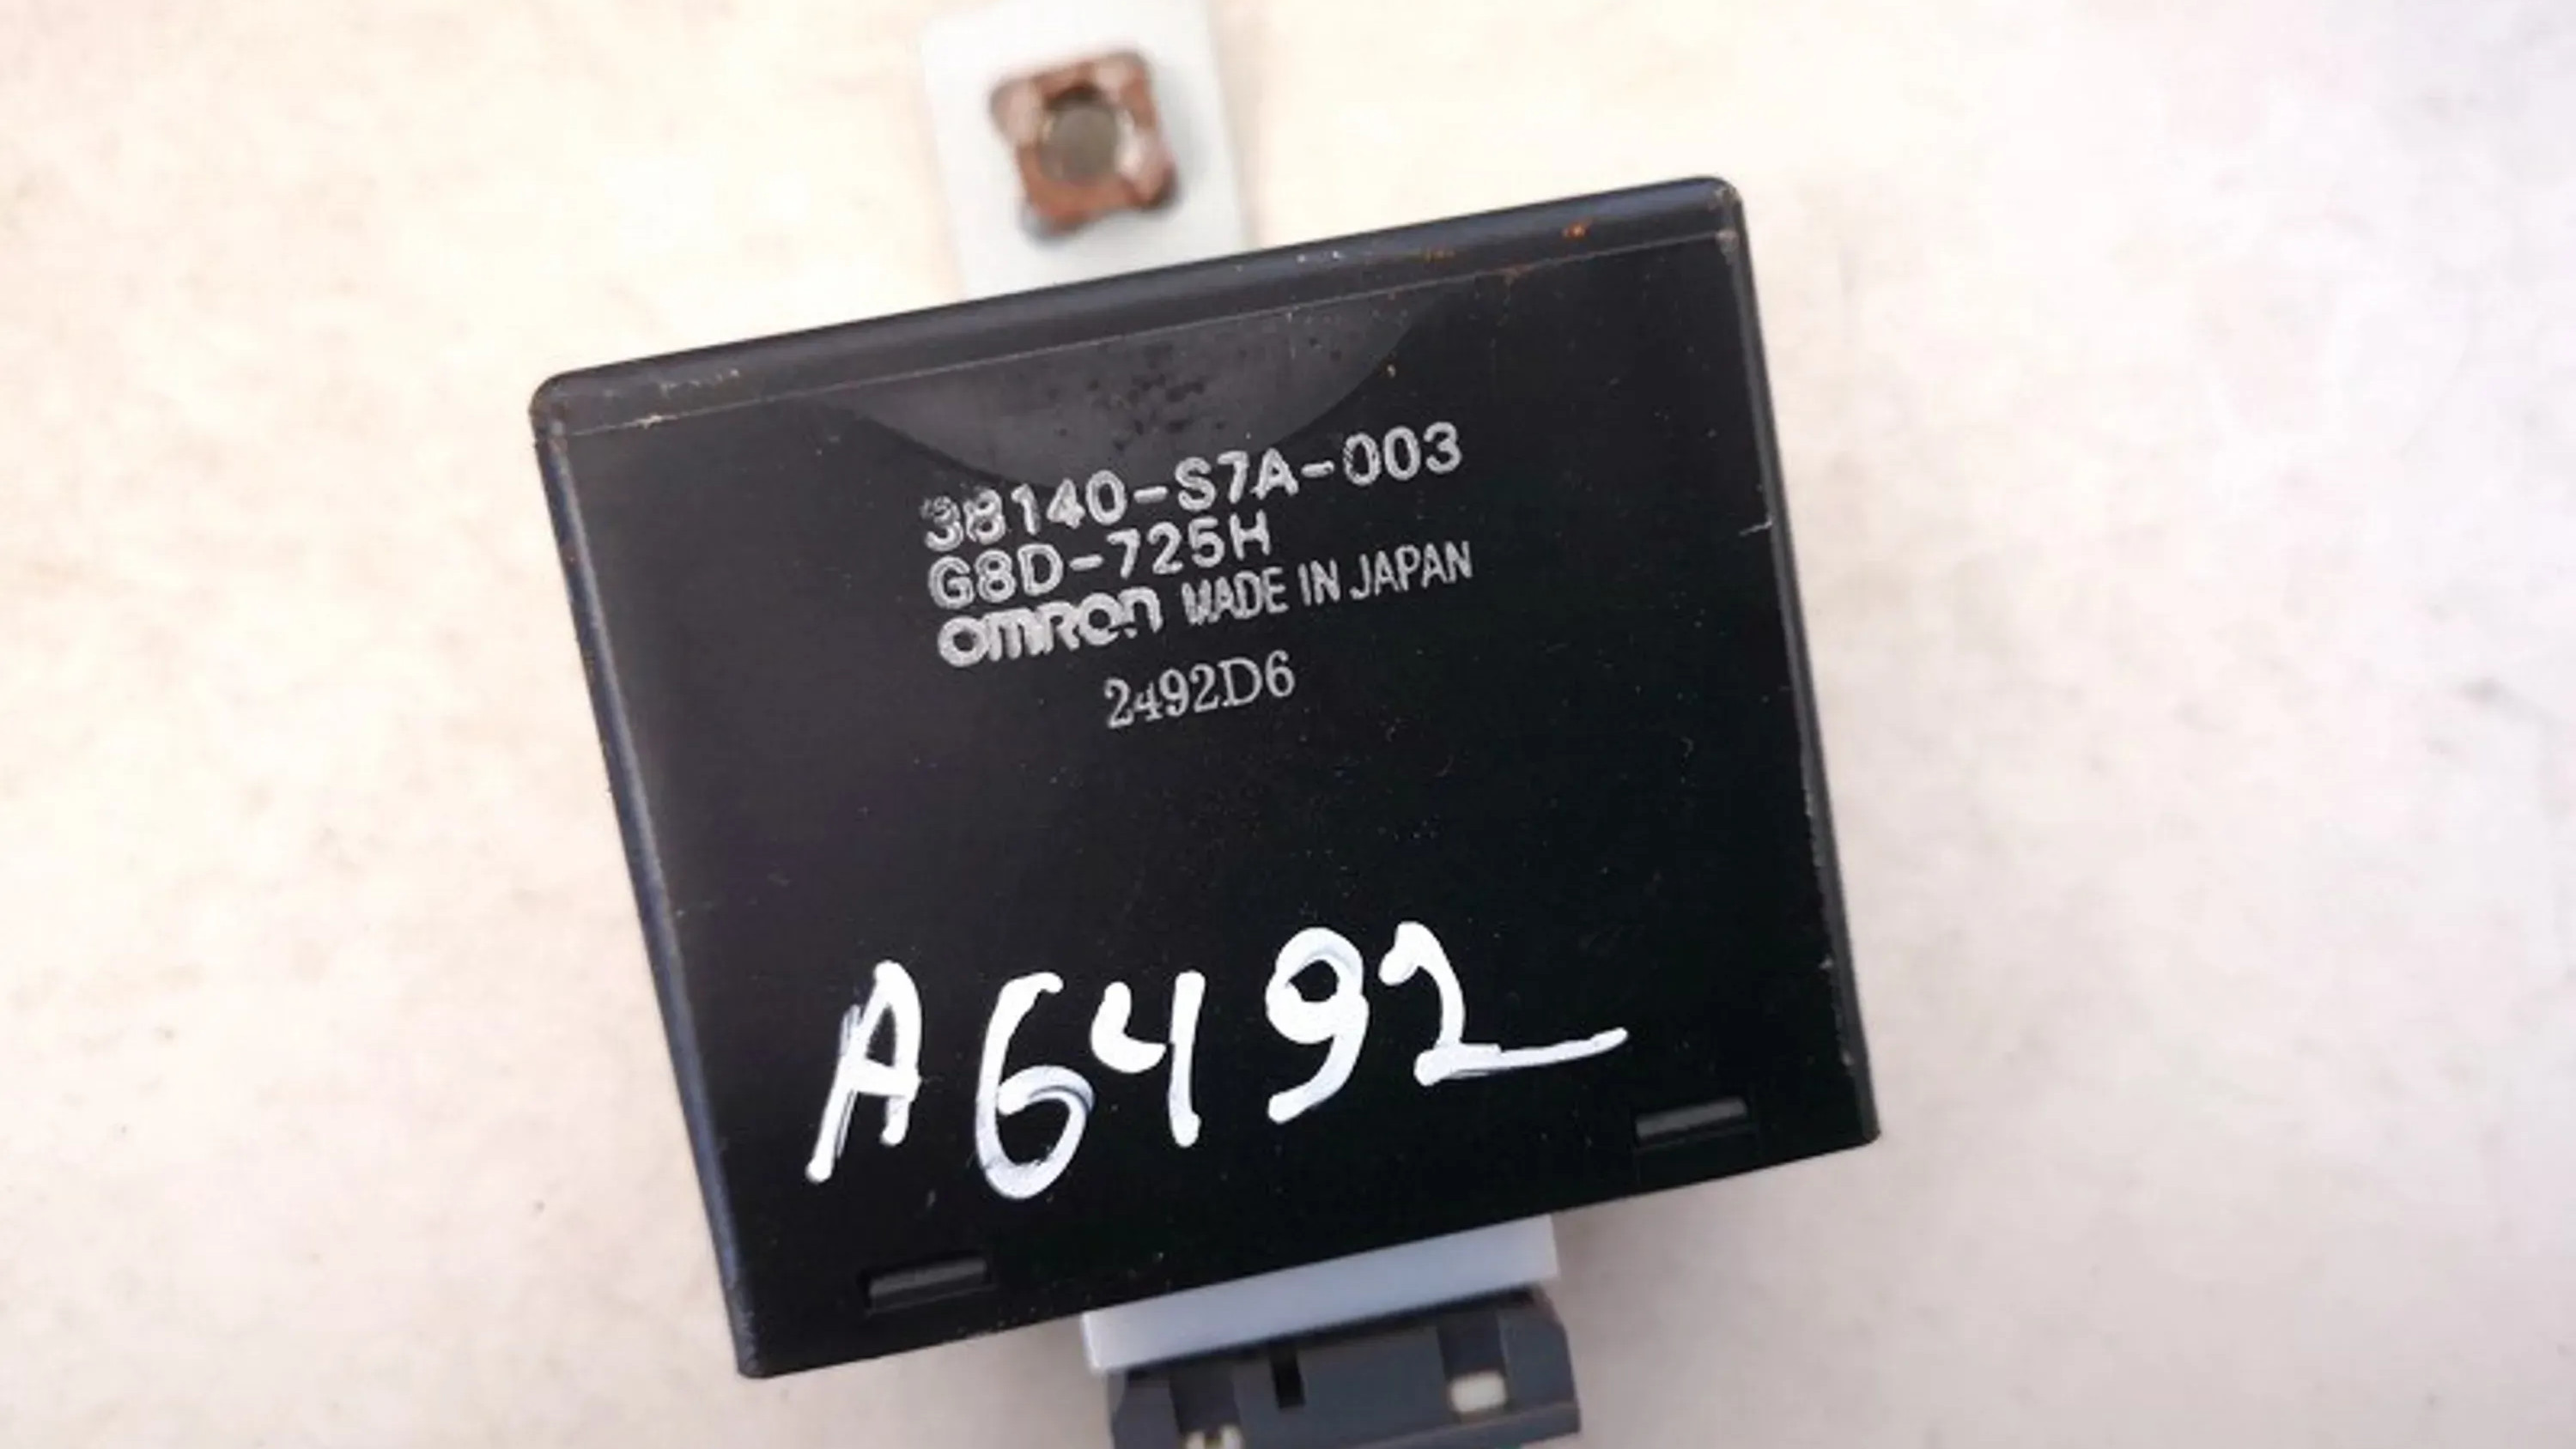 38140-S7A-003
G8D-725H
OMRON MADE IN JAPAN
2492D6
A6492